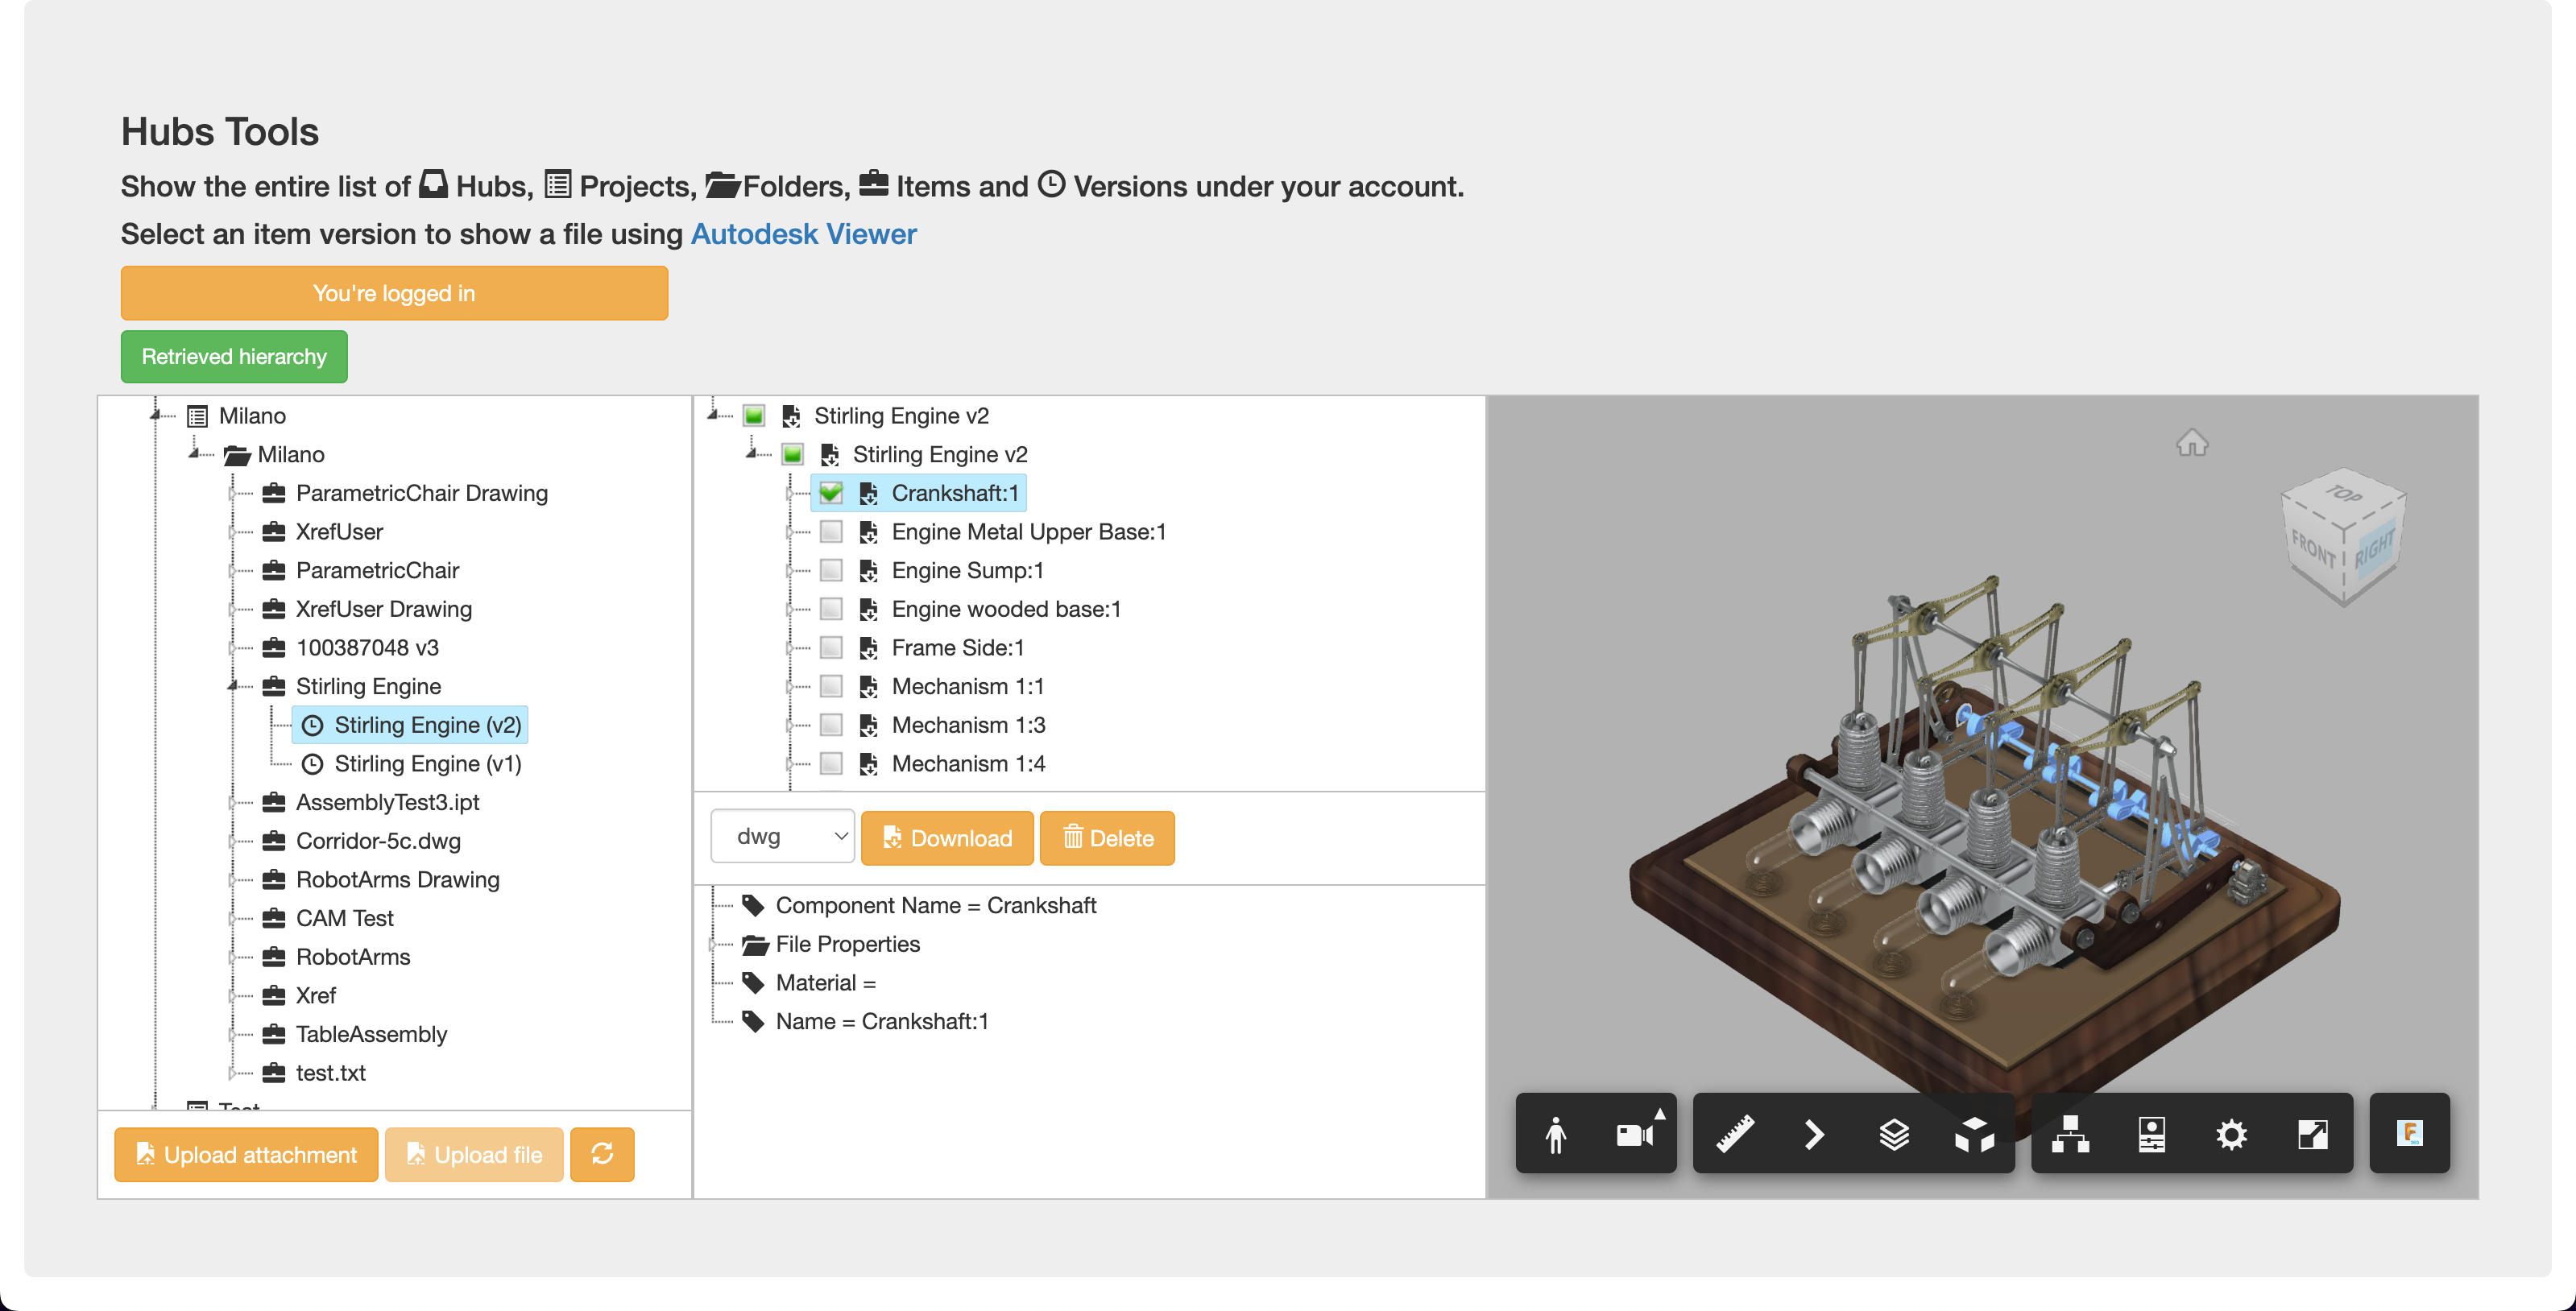 Hubs Tools
Show the entire list of Hubs, Projects, Folders, Items and Versions under your account.
Select an item version to show a file using Autodesk Viewer
You're logged in
Retrieved hierarchy
Milano
Milano
ParametricChair Drawing
XrefUser
ParametricChair
XrefUser Drawing
100387048 v3
Stirling Engine
Stirling Engine (v2)
Stirling Engine (v1)
AssemblyTest3.ipt
Corridor-5c.dwg
RobotArms Drawing
CAM Test
RobotArms
Xref
TableAssembly
test.txt
Test
Upload attachment
Upload file
Stirling Engine v2
Stirling Engine v2
Crankshaft:1
Engine Metal Upper Base:1
Engine Sump:1
Engine wooded base:1
Frame Side:1
Mechanism 1:1
Mechanism 1:3
Mechanism 1:4
dwg
Download
Delete
Component Name = Crankshaft
File Properties
Material =
Name = Crankshaft:1
TOP
FRONT
RIGHT
F